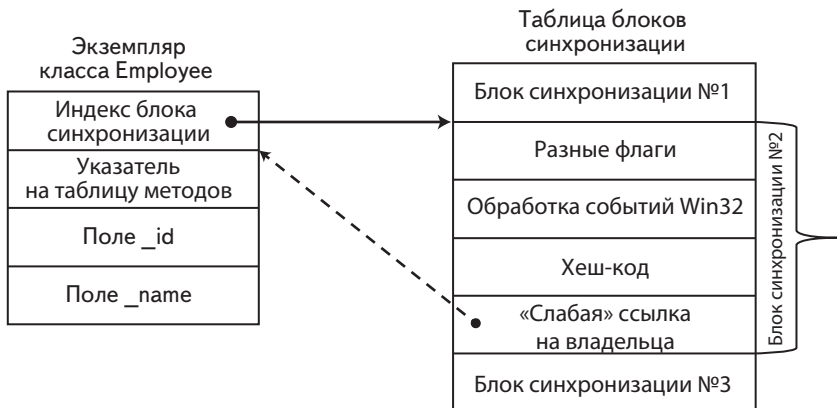 Экземпляр
класса Employee
Индекс блока
синхронизации
Указатель
на таблицу методов
Поле _id
Поле _name
Таблица блоков
синхронизации
Блок синхронизации №1
Разные флаги
Обработка событий Win32
Хеш-код
«Слабая» ссылка
на владельца
Блок синхронизации №3
Блок синхронизации №2